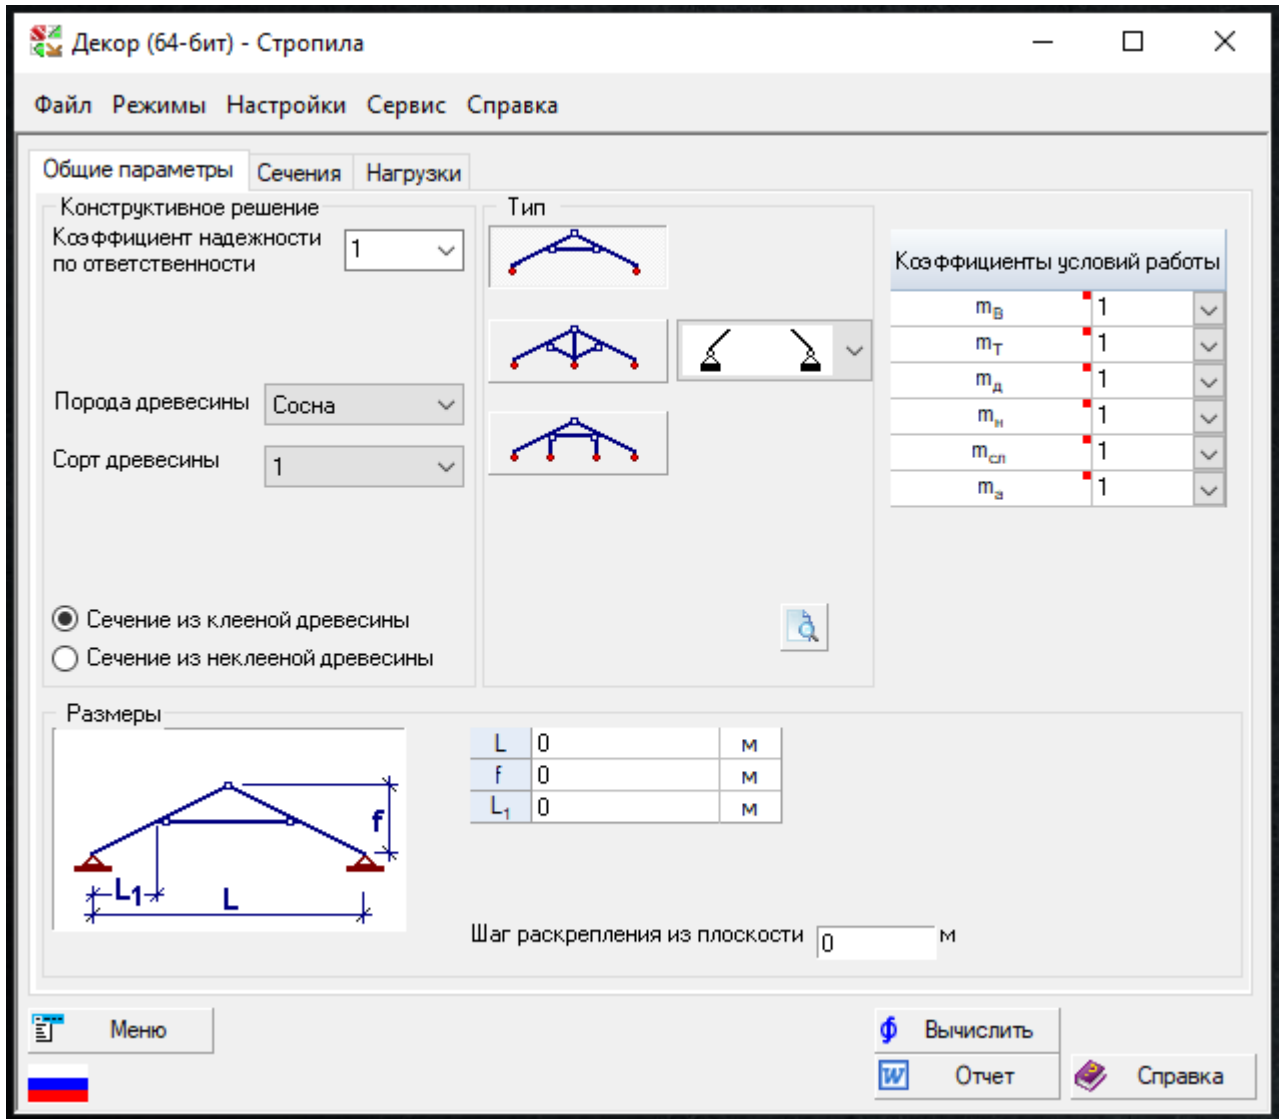 Декор (64-бит) - Стропила
Файл Режимы Настройки Сервис Справка
Общие параметры Сечения Нагрузки
Конструктивное решение
Коэффициент надежности
по ответственности
1
Порода древесины
Сосна
Сорт древесины
1
Сечение из клееной древесины
Сечение из неклееной древесины
Тип
Коэффициенты условий работы
mВ 1
mТ 1
mд 1
mн 1
mсл 1
mа 1
Размеры
f
L1
L
L 0 м
f 0 м
L1 0 м
Шаг раскрепления из плоскости 0 м
Меню
Вычислить
W Отчет
? Справка